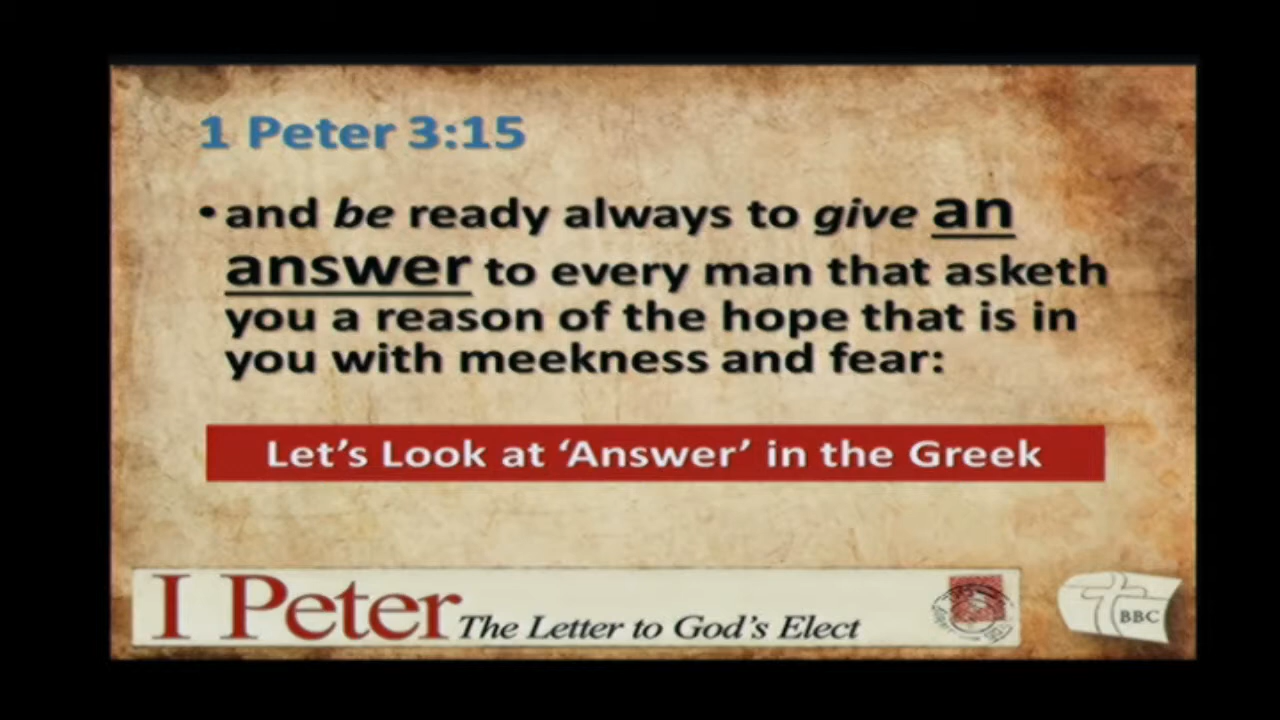 1 Peter 3:15
• and be ready always to give an
answer to every man that asketh
you a reason of the hope that is in
you with meekness and fear:
Let's Look at ‘Answer’ in the Greek
I Peter The Letter to God's Elect
BBC